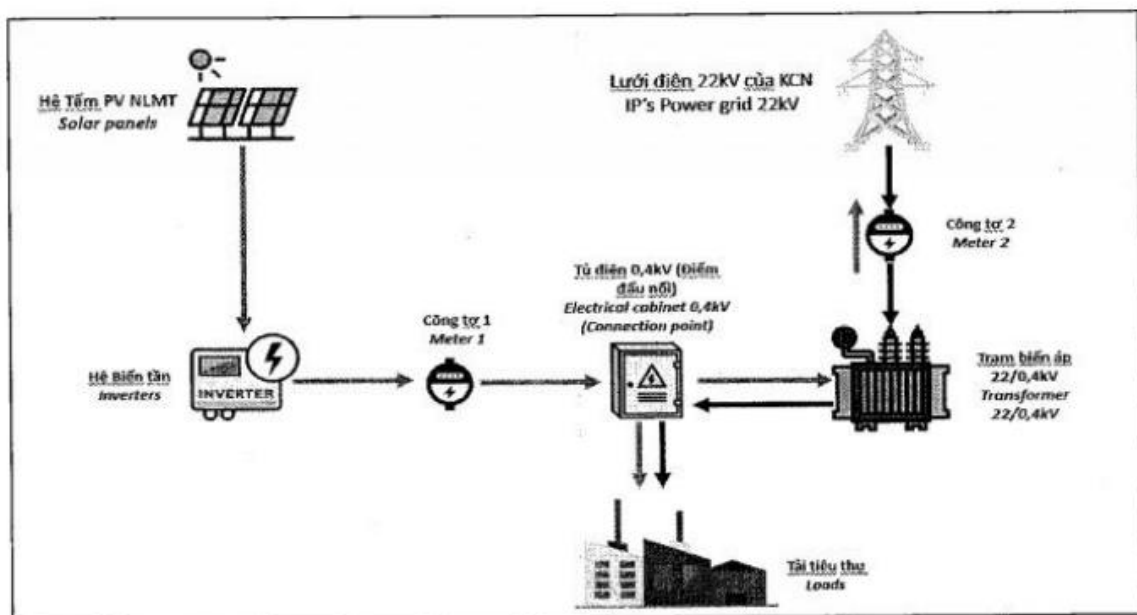 Hệ Tấm PV NLMT
Solar panels
Lưới điện 22kV của KCN
IP's Power grid 22kV
Công tơ 2
Meter 2
Tủ điện 0,4kV (Điểm
đấu nối)
Electrical cabinet 0,4kV
(Connection point)
Công tơ 1
Meter 1
Hệ Biến tần
Inverters
INVERTER
Trạm biến áp
22/0,4kV
Transformer
22/0,4kV
Tải tiêu thụ
Loads